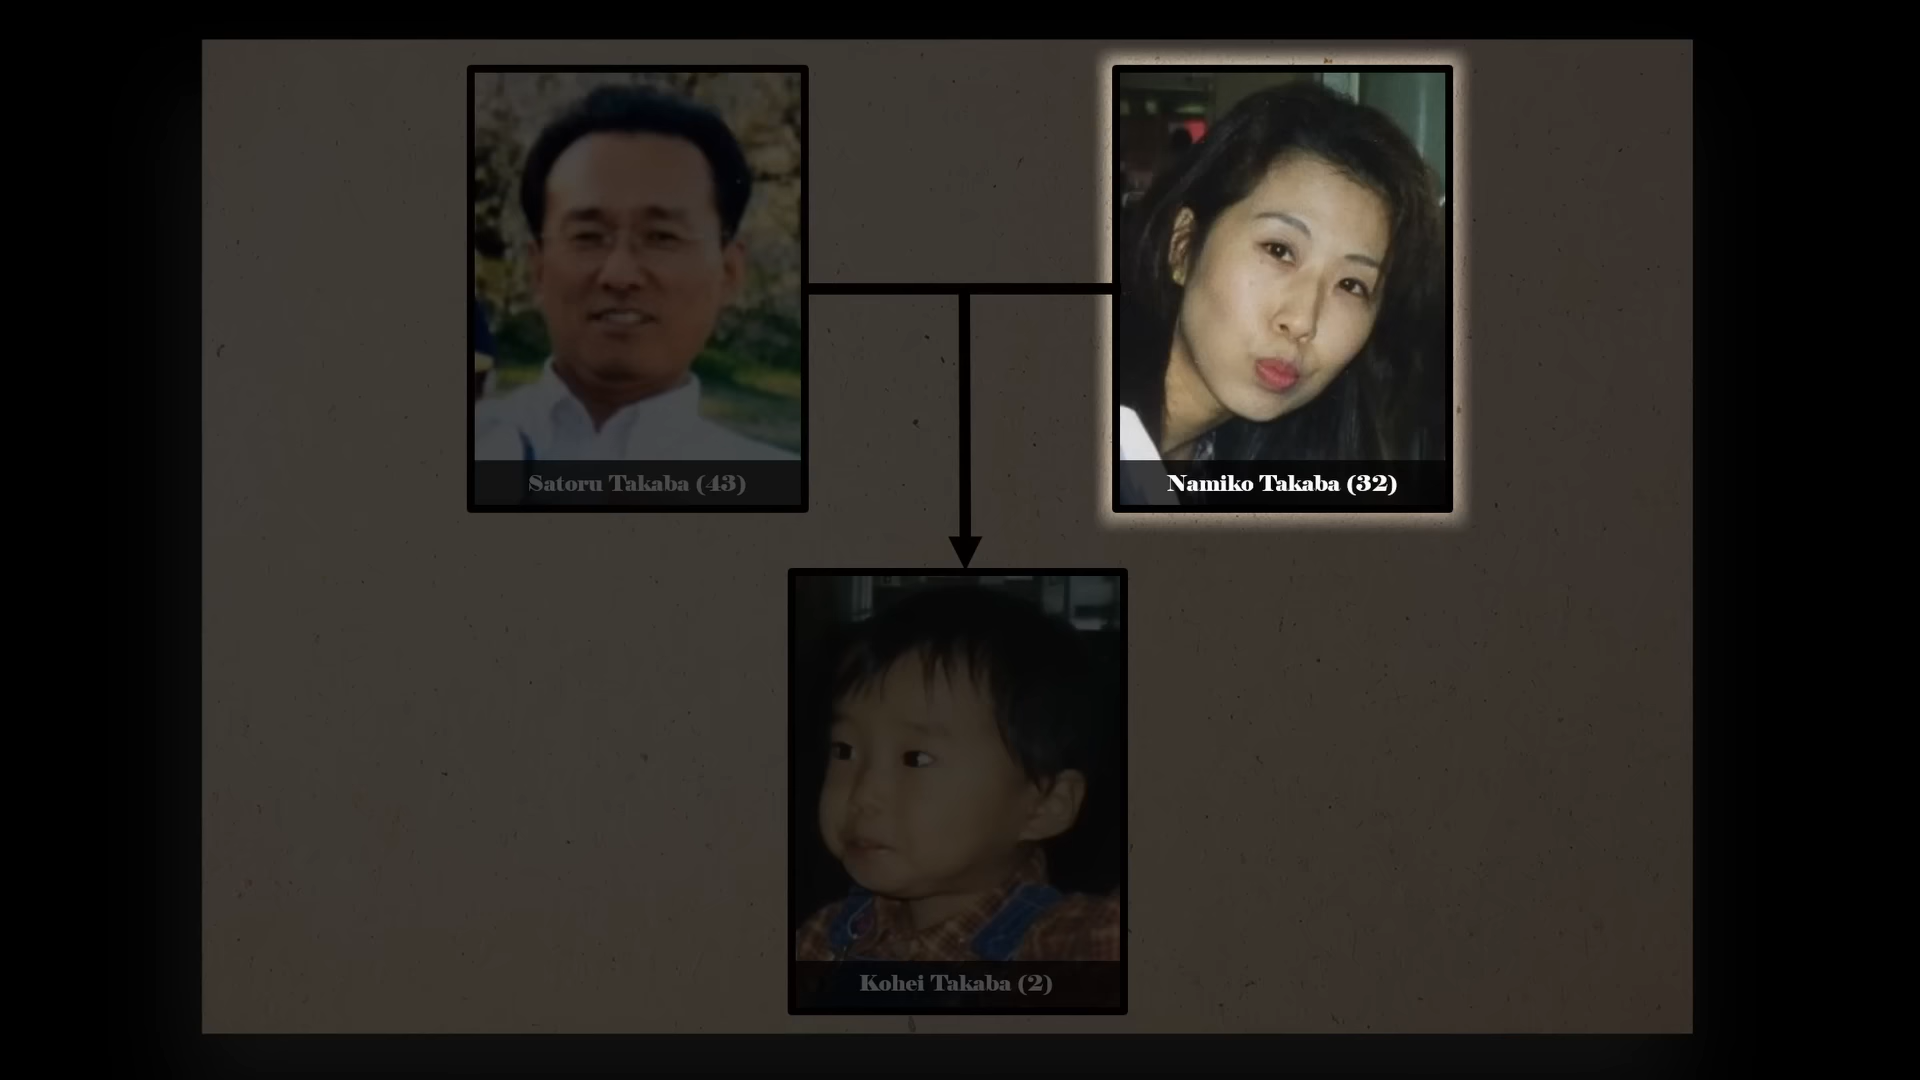 Satoru Takaba (43)
Namiko Takaba (32)
Kohei Takaba (2)